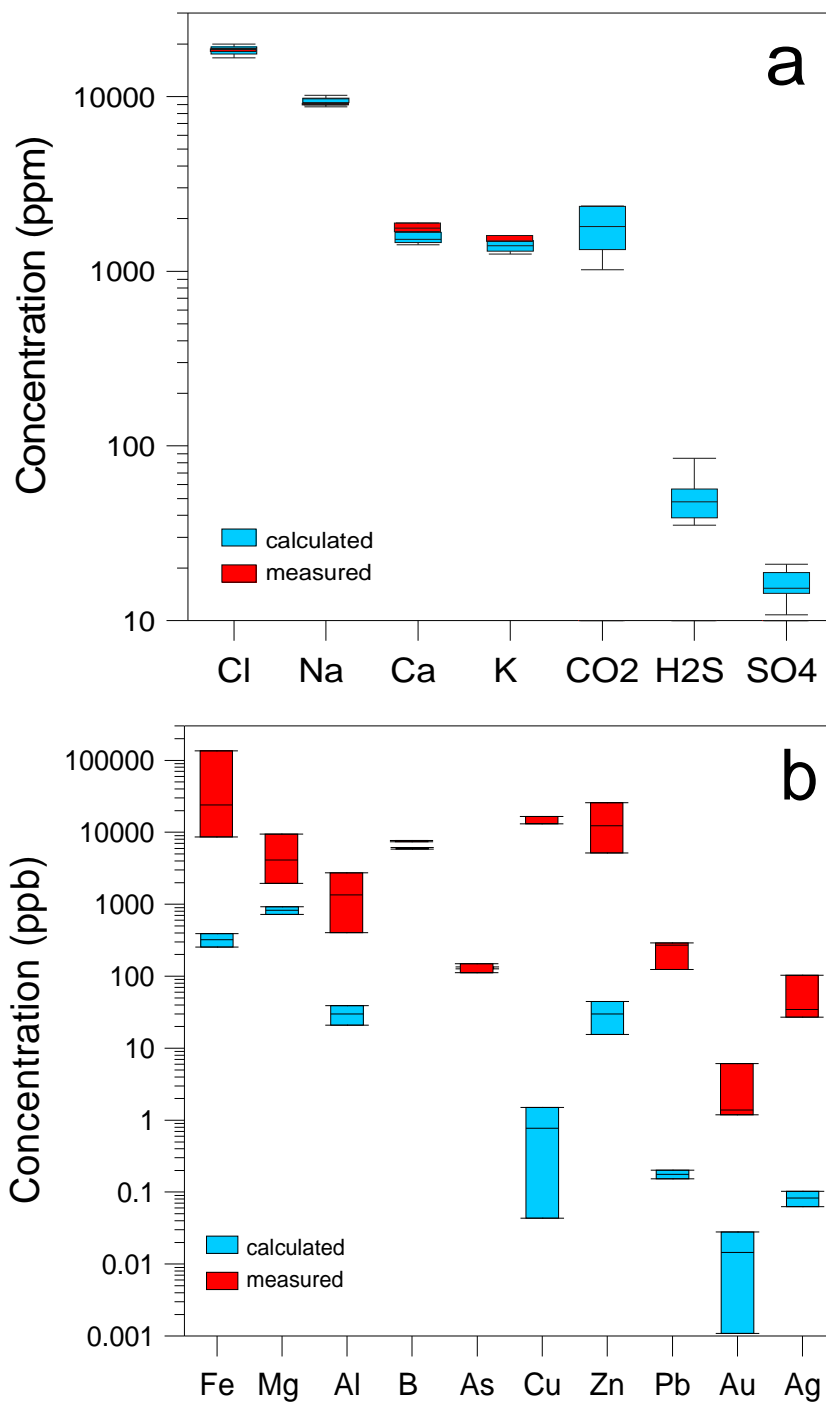 a
Concentration (ppm)
10000
1000
100
10
calculated
measured
Cl Na Ca K CO2 H2S SO4
b
Concentration (ppb)
100000
10000
1000
100
10
1
0.1
0.01
0.001
calculated
measured
Fe Mg Al B As Cu Zn Pb Au Ag